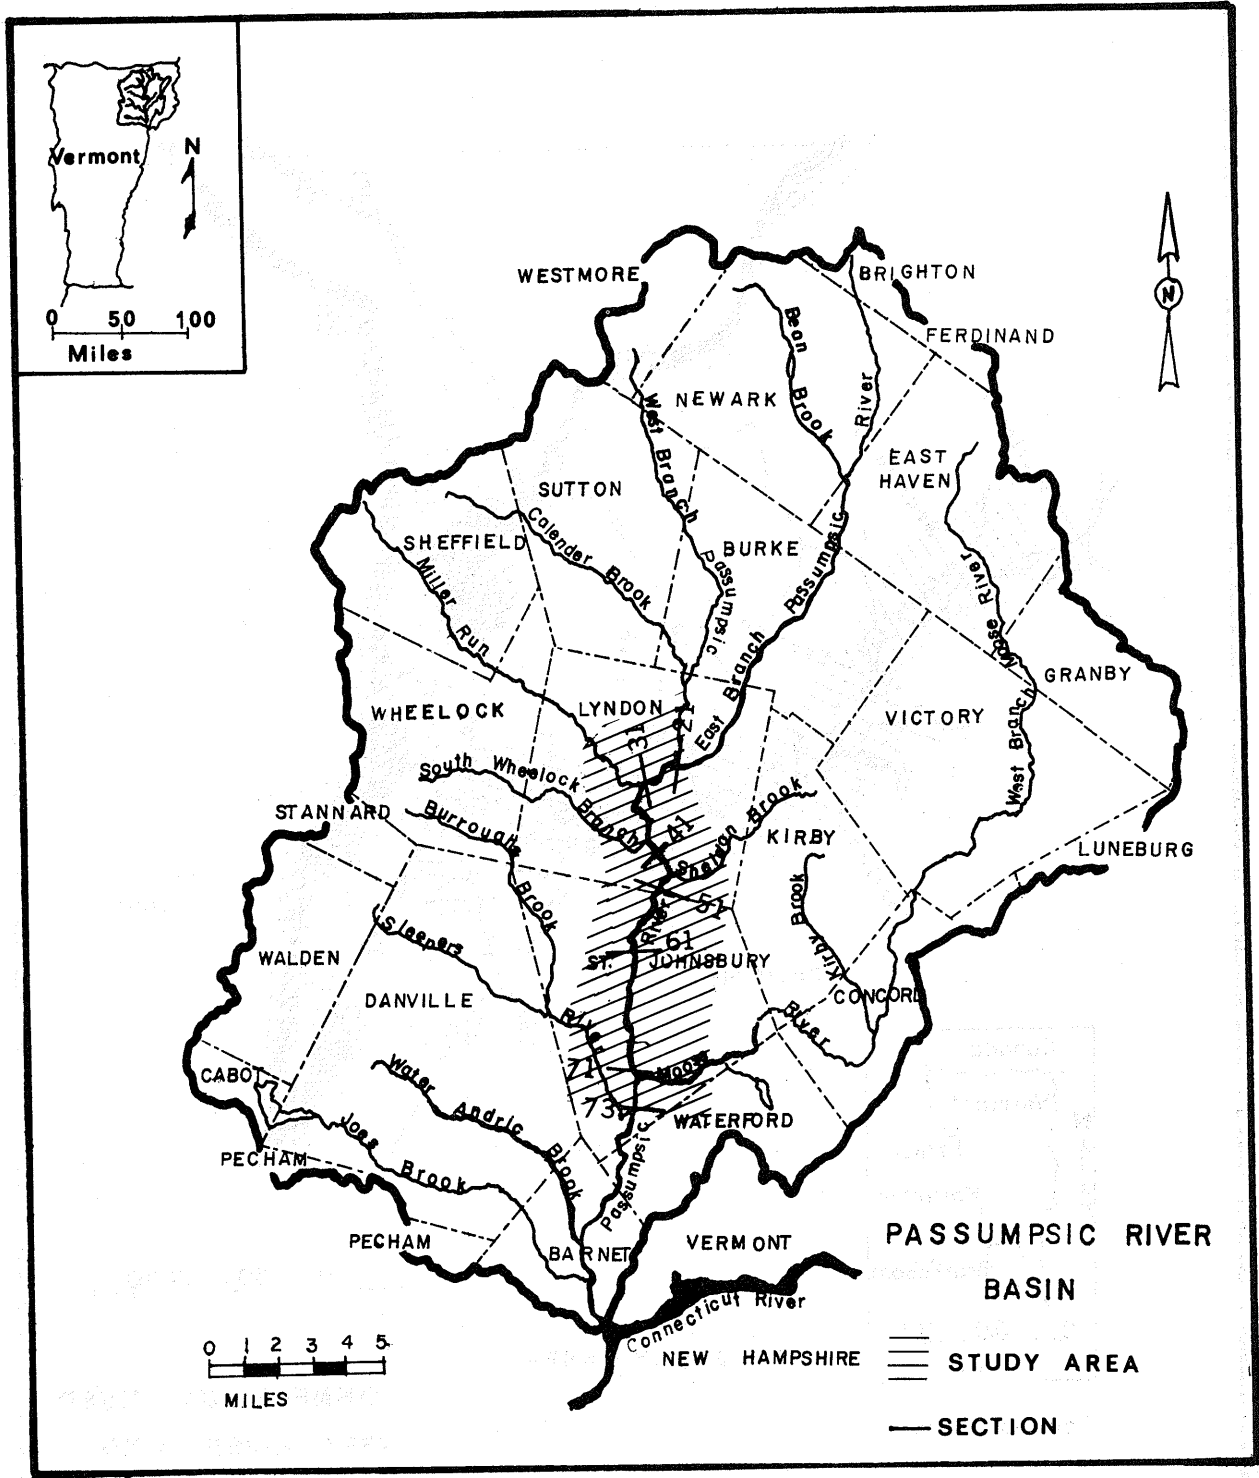 Vermont
N
0 50 100
Miles
N
WESTMORE
BRIGHTON
FERDINAND
Bean Brook
NEWARK
River
West Branch
EAST
HAVEN
SUTTON
Calender Brook
SHEFFIELD
BURKE
Passumpsic
Passumpsic
Miller Run
Moose River
East Branch
GRANBY
WHEELOCK
LYNDON
VICTORY
West Branch
31
21
South Wheelock Branch
STANNARD
Burroughs Brook
41
Sheldon Brook
KIRBY
LUNEBURG
51
Kirby Brook
River
61
Sleepers River
WALDEN
ST. JOHNSBURY
DANVILLE
CONCORD
River
71
Moose
CABOT
Water Andric Brook
73
WATERFORD
Joes Brook
Passumpsic
PECHAM
PECHAM
BARNET
VERMONT
PASSUMPSIC RIVER
BASIN
Connecticut River
NEW HAMPSHIRE
0 1 2 3 4 5
MILES
STUDY AREA
SECTION